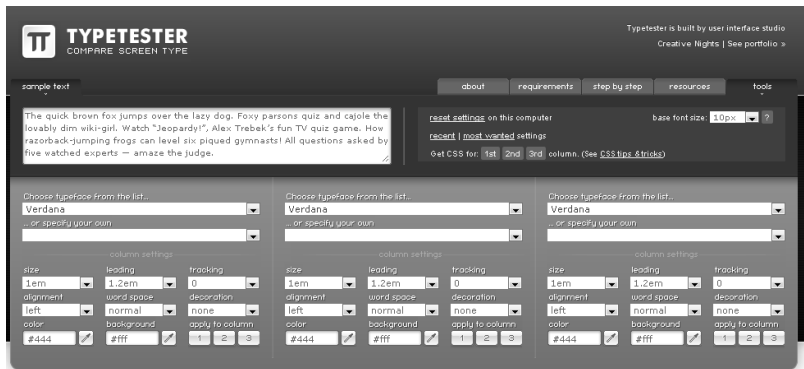 TYPETESTER
COMPARE SCREEN TYPE
Typetester is built by user interface studio
Creative Nights | See portfolio »
sample text
about requirements step by step resources tools
The quick brown fox jumps over the lazy dog. Foxy parsons quiz and cajole the
lovably dim wiki-girl. Watch “Jeopardy!”, Alex Trebek’s fun TV quiz game. How
razorback-jumping frogs can level six piqued gymnasts! All questions asked by
five watched experts — amaze the judge.
reset settings on this computer base font size: 10px ?
recent | most wanted settings
Get CSS for: 1st 2nd 3rd column. (See CSS tips & tricks)
Choose typeface from the list... Choose typeface from the list... Choose typeface from the list...
Verdana Verdana Verdana
... or specify your own ... or specify your own ... or specify your own
column settings column settings column settings
size leading tracking size leading tracking size leading tracking
1em 1.2em 0 1em 1.2em 0 1em 1.2em 0
alignment word space decoration alignment word space decoration alignment word space decoration
left normal none left normal none left normal none
color background apply to column color background apply to column color background apply to column
#444 #fff 1 2 3 #444 #fff 1 2 3 #444 #fff 1 2 3